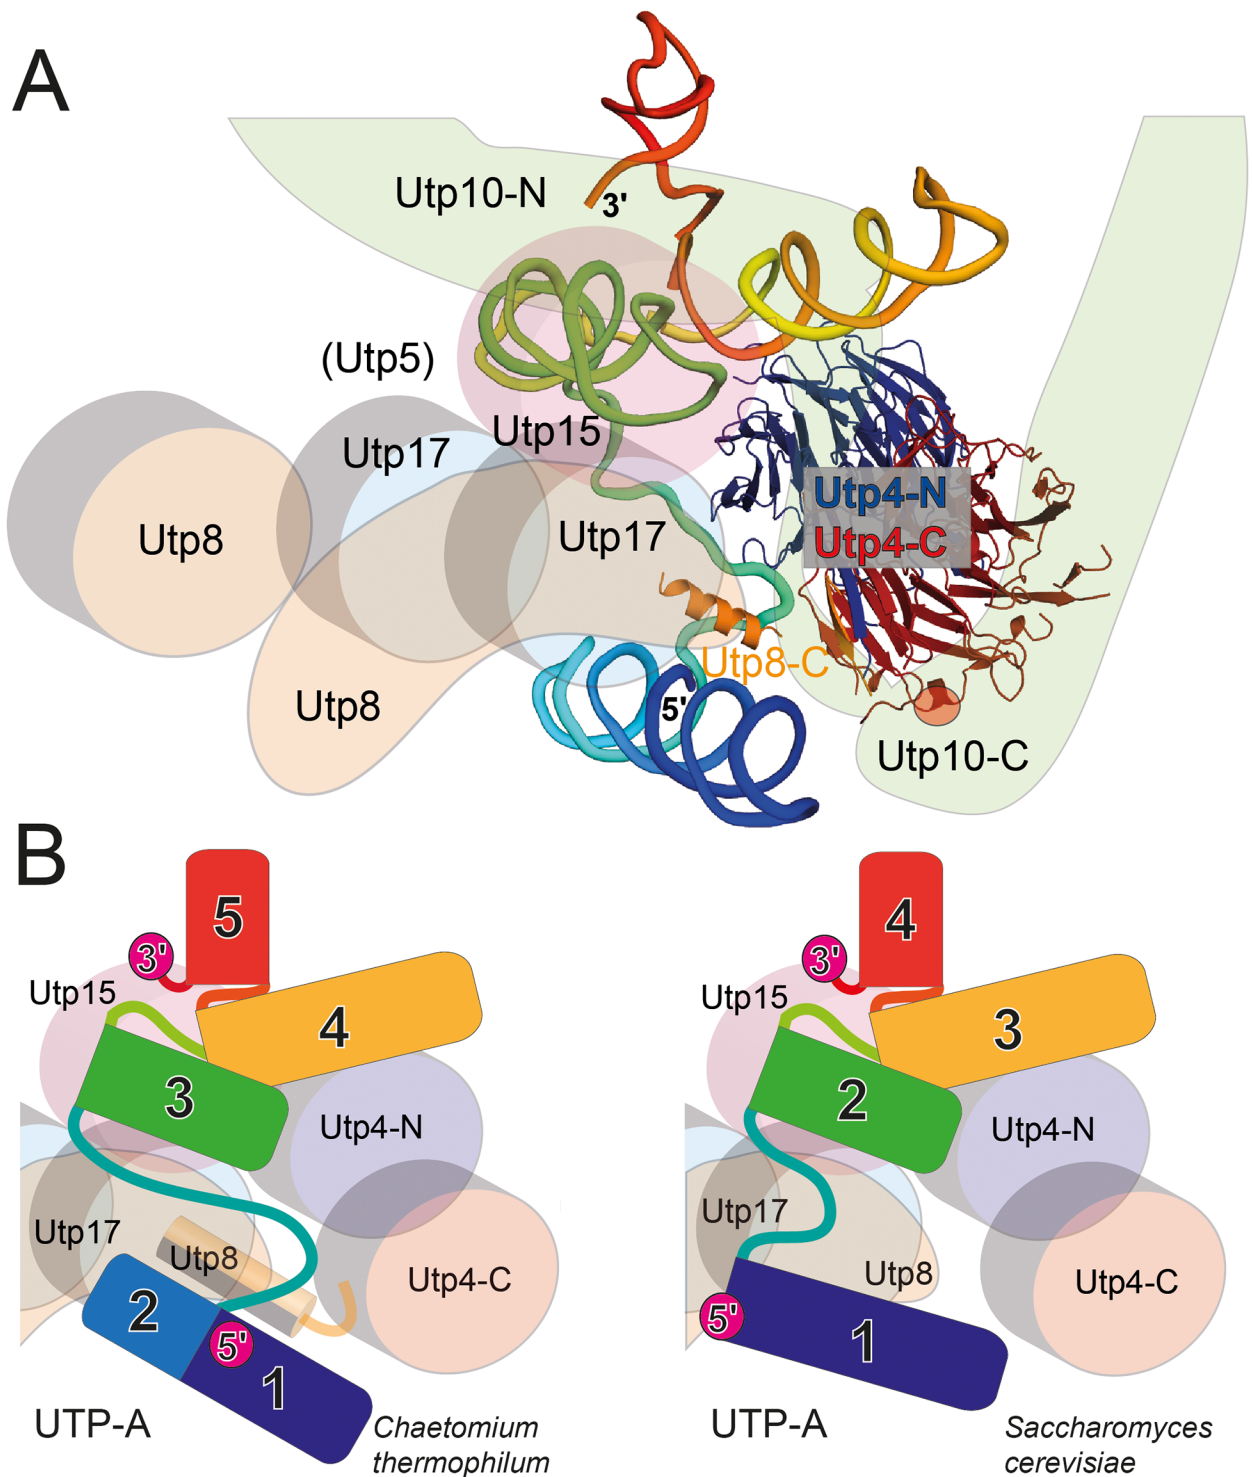 A
Utp10-N
3'
(Utp5)
Utp15
Utp17
Utp8
Utp17
Utp4-N
Utp4-C
Utp8-C
Utp8
5'
Utp10-C
B
5
3'
Utp15
4
3
Utp4-N
Utp17
Utp8
Utp4-C
2
5'
1
UTP-A
Chaetomium
thermophilum
4
3'
Utp15
3
2
Utp4-N
Utp17
Utp8
Utp4-C
5'
1
UTP-A
Saccharomyces
cerevisiae